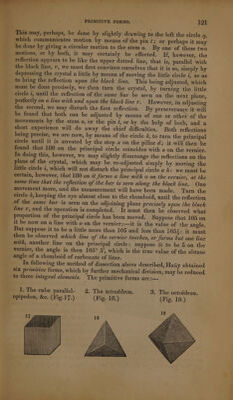 PRIMITIVE FORMS. 321
This may, perhaps, be done by slightly drawing to the left the circle g,
which communicates motion by means of the pin t; or perhaps it may
be done by giving a circular motion to the stem s. By one of these two
motions, or by both, it may certainly be effected. If, however, the
reflection appears to be like the upper dotted line, that is, parallel with
the black line, r, we must first convince ourselves that it is so, simply by
depressing the crystal a little by means of moving the little circle i, so as
to bring the reflection upon the black line. This being adjusted, which
must be done precisely, we then turn the crystal, by turning the little
circle i, until the reflection of the same bar be seen on the next plane,
perfectly on a line with and upon the black line r. However, in adjusting
the second, we may disturb the first reflection. By perseverance it will
be found that both can be adjusted by means of one or other of the
movements by the stem s, or the pin t, or by the help of both, and a
short experience will do away the chief difficulties. Both reflections
being precise, we are now, by means of the circle k, to turn the principal
circle until it is arrested by the stop c on the pillar d; it will then be
found that 180 on the principal circle coincides with o on the vernier.
In doing this, however, we may slightly disarrange the reflections on the
plane of the crystal, which may be re-adjusted simply by moving the
little circle i, which will not disturb the principal circle a b: we must be
certain, however, that 180 on it forms a line with o on the vernier, at the
same time that the reflection of the bar is seen along the black line. One
movement more, and the measurement will have been made. Turn the
circle k, keeping the eye almost close to the threshold, until the reflection
of the same bar is seen on the adjoining plane precisely upon the black
line r, and the operation is completed. It must then be observed what
proportion of the principal circle has been moved. Suppose that 105 on
it be now on a line with o on the vernier—it is the value of the angle.
But suppose it to be a little more than 105 and less than 105½: it must
then be observed which line of the vernier touches, or forms but one line
with, another line on the principal circle: suppose it to be 5 on the
vernier, the angle is then 105° 5′, which is the true value of the obtuse
angle of a rhomboid of carbonate of lime.
In following the method of dissection above described, Haüy obtained
six primitive forms, which by further mechanical division, may be reduced
to three integral elements. The primitive forms are:—
1. The cube parallel-
opipedon, &c. (Fig. 17.)
2. The tetraëdron.
(Fig. 18.)
3. The octoëdron.
(Fig. 19.)
17
18
19